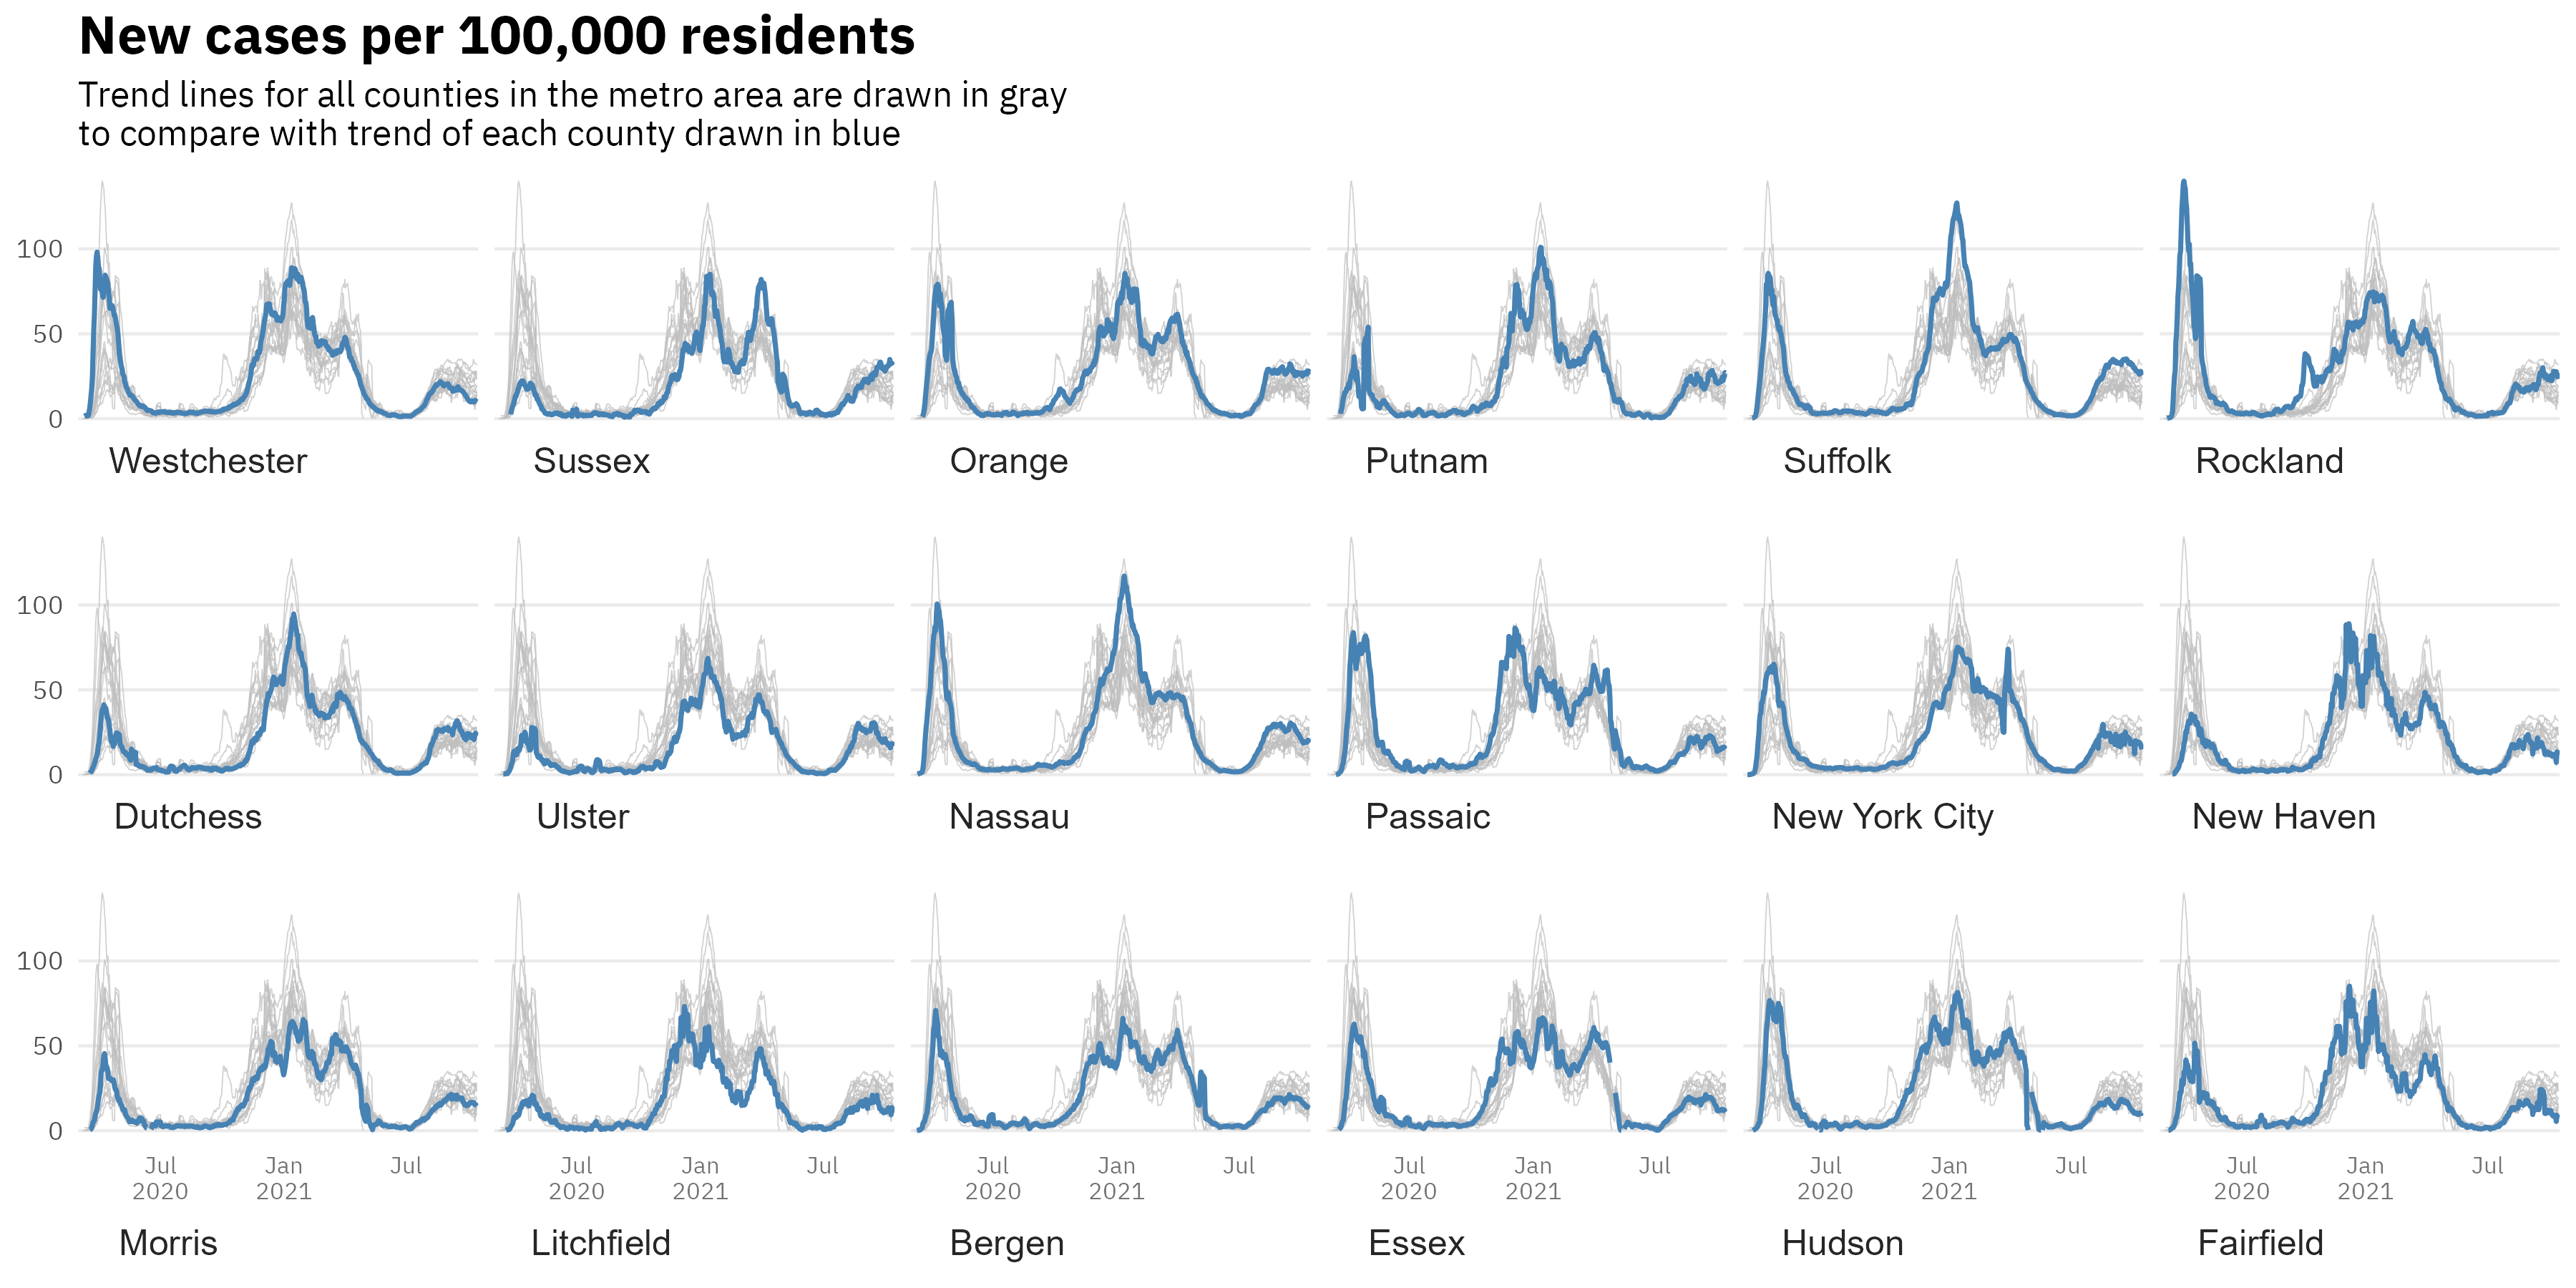 New cases per 100,000 residents
Trend lines for all counties in the metro area are drawn in gray
to compare with trend of each county drawn in blue
100
50
0
Westchester
Sussex
Orange
Putnam
Suffolk
Rockland
100
50
0
Dutchess
Ulster
Nassau
Passaic
New York City
New Haven
100
50
0
Jul
2020
Jan
2021
Jul
Jul
2020
Jan
2021
Jul
Jul
2020
Jan
2021
Jul
Jul
2020
Jan
2021
Jul
Jul
2020
Jan
2021
Jul
Jul
2020
Jan
2021
Jul
Morris
Litchfield
Bergen
Essex
Hudson
Fairfield